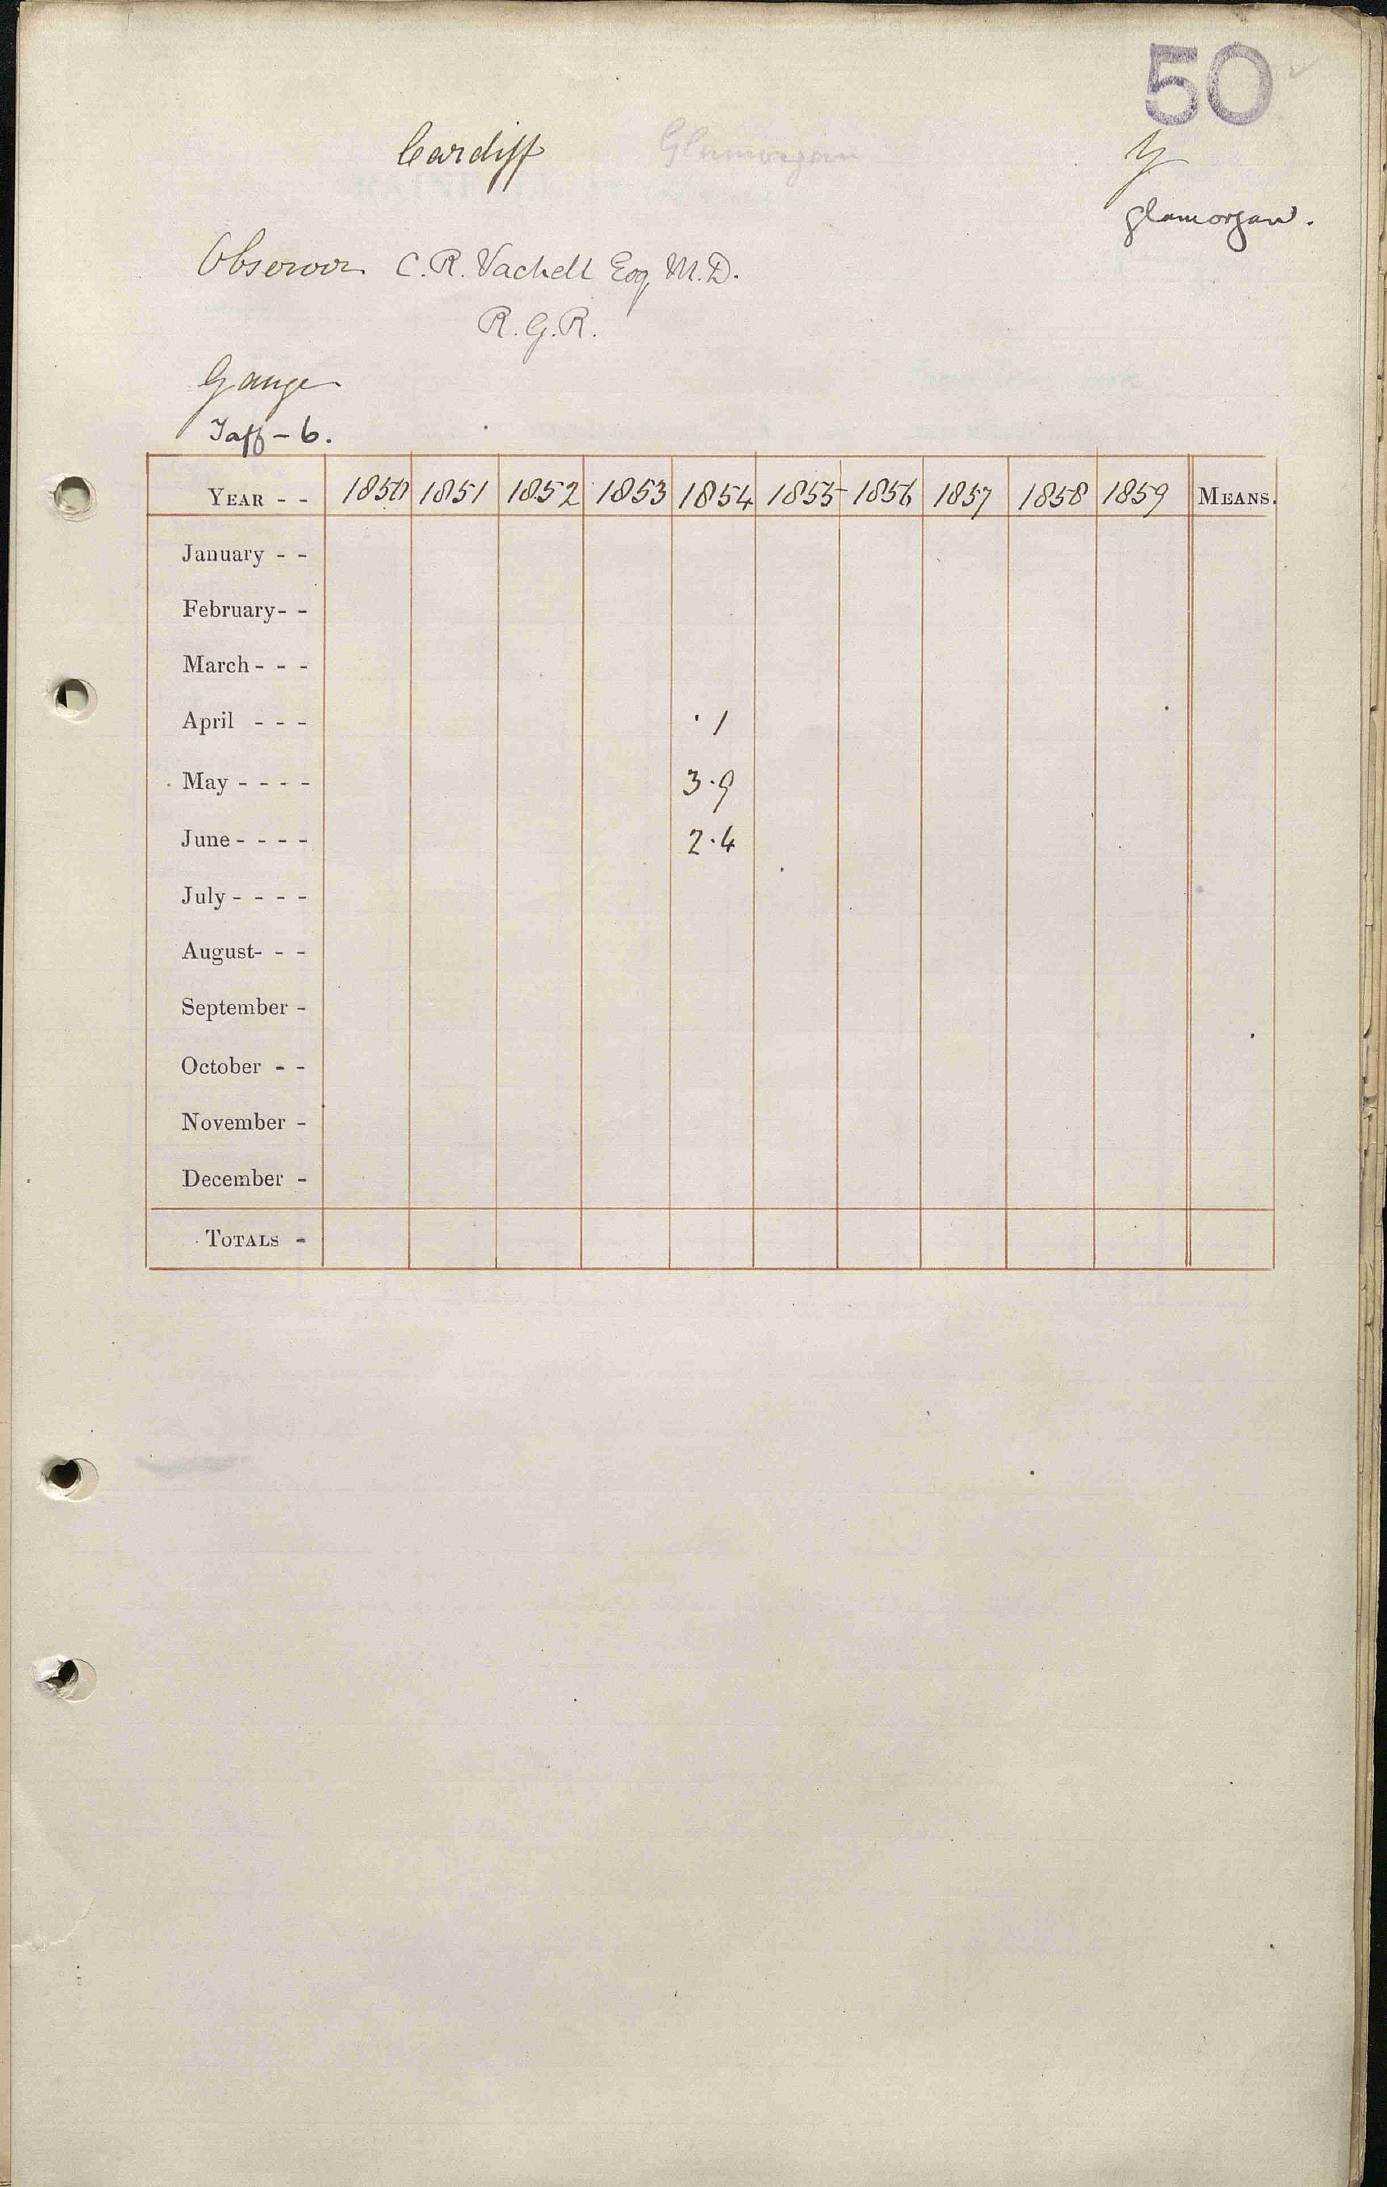 50
Cardiff Glamorgan
Y
Glamorgan.
Observer C. R. Vachell Esq, M.D.
R.G.R.
Gauge
Taff - 6.
YEAR - - 1850 1851 1852 1853 1854 1855 1856 1857 1858 1859 MEANS.
January - -
February - -
March - - -
April - - - ·1
May - - - - 3·9
June - - - - 2·4
July - - - -
August - - -
September -
October - -
November -
December -
TOTALS -